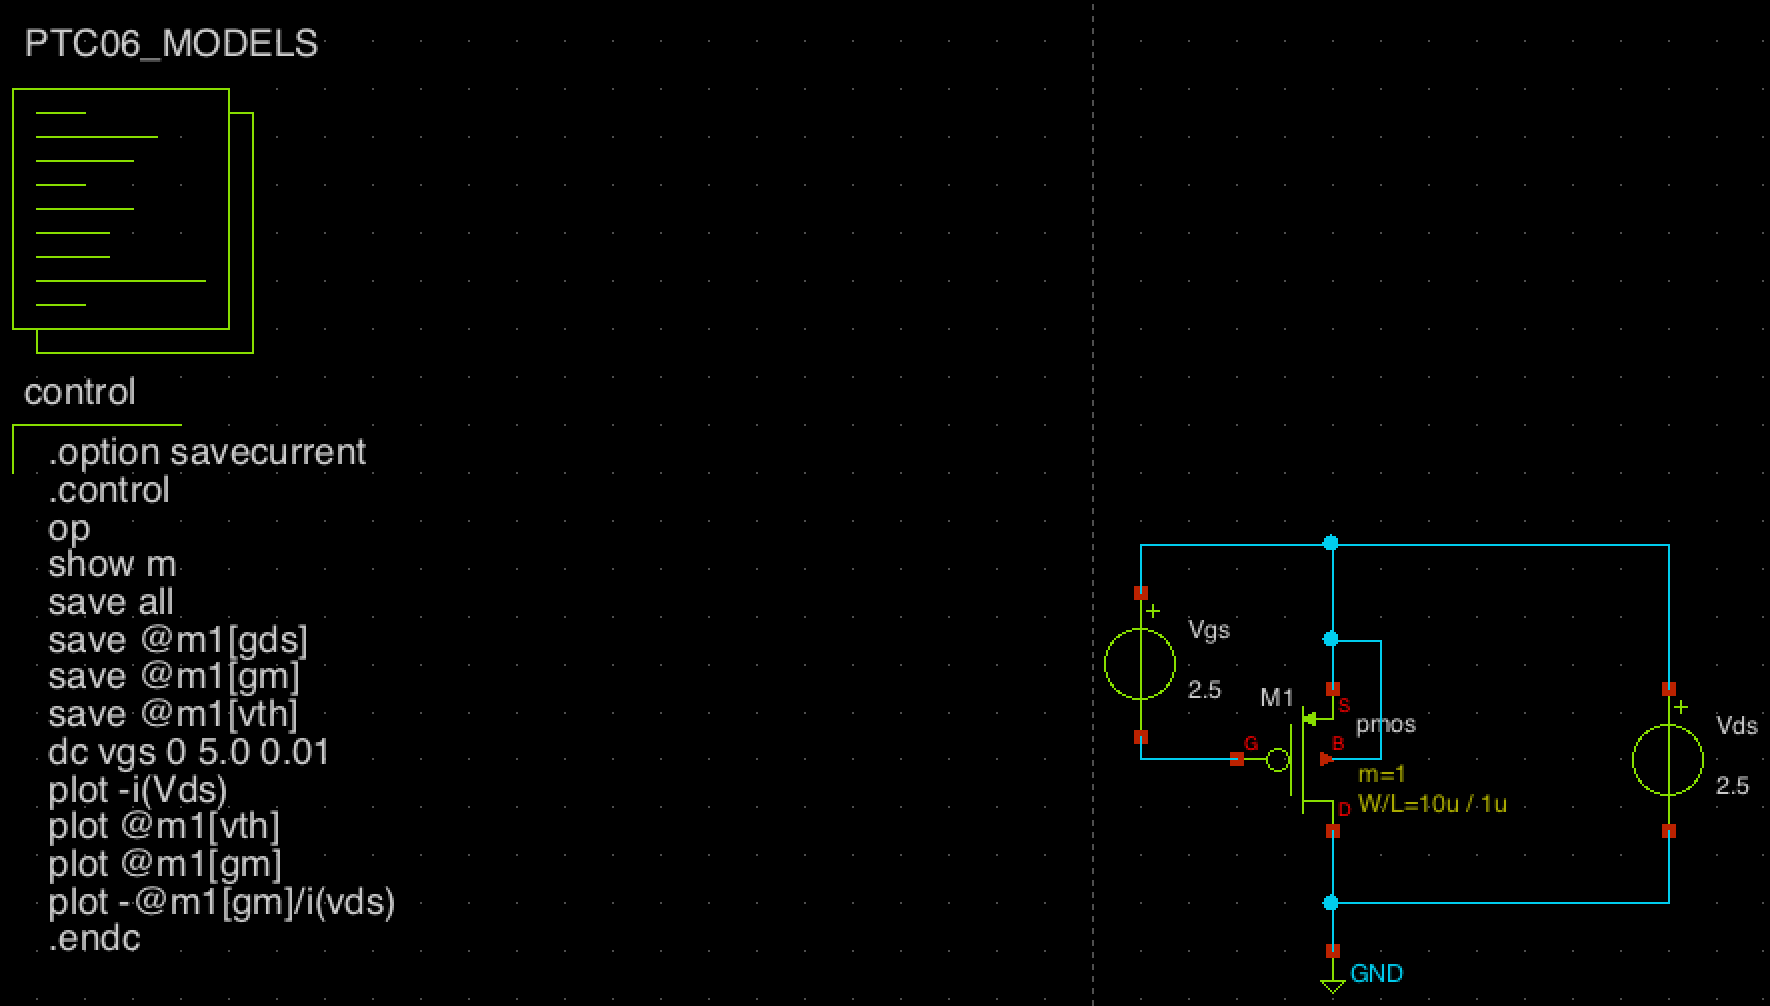 PTC06_MODELS
control
.option savecurrent
.control
op
show m
save all
save @m1[gds]
save @m1[gm]
save @m1[vth]
dc vgs 0 5.0 0.01
plot -i(Vds)
plot @m1[vth]
plot @m1[gm]
plot -@m1[gm]/i(vds)
.endc
+
Vgs
2.5
M1
S
pmos
G
B
m=1
W/L=10u / 1u
D
+
Vds
2.5
GND